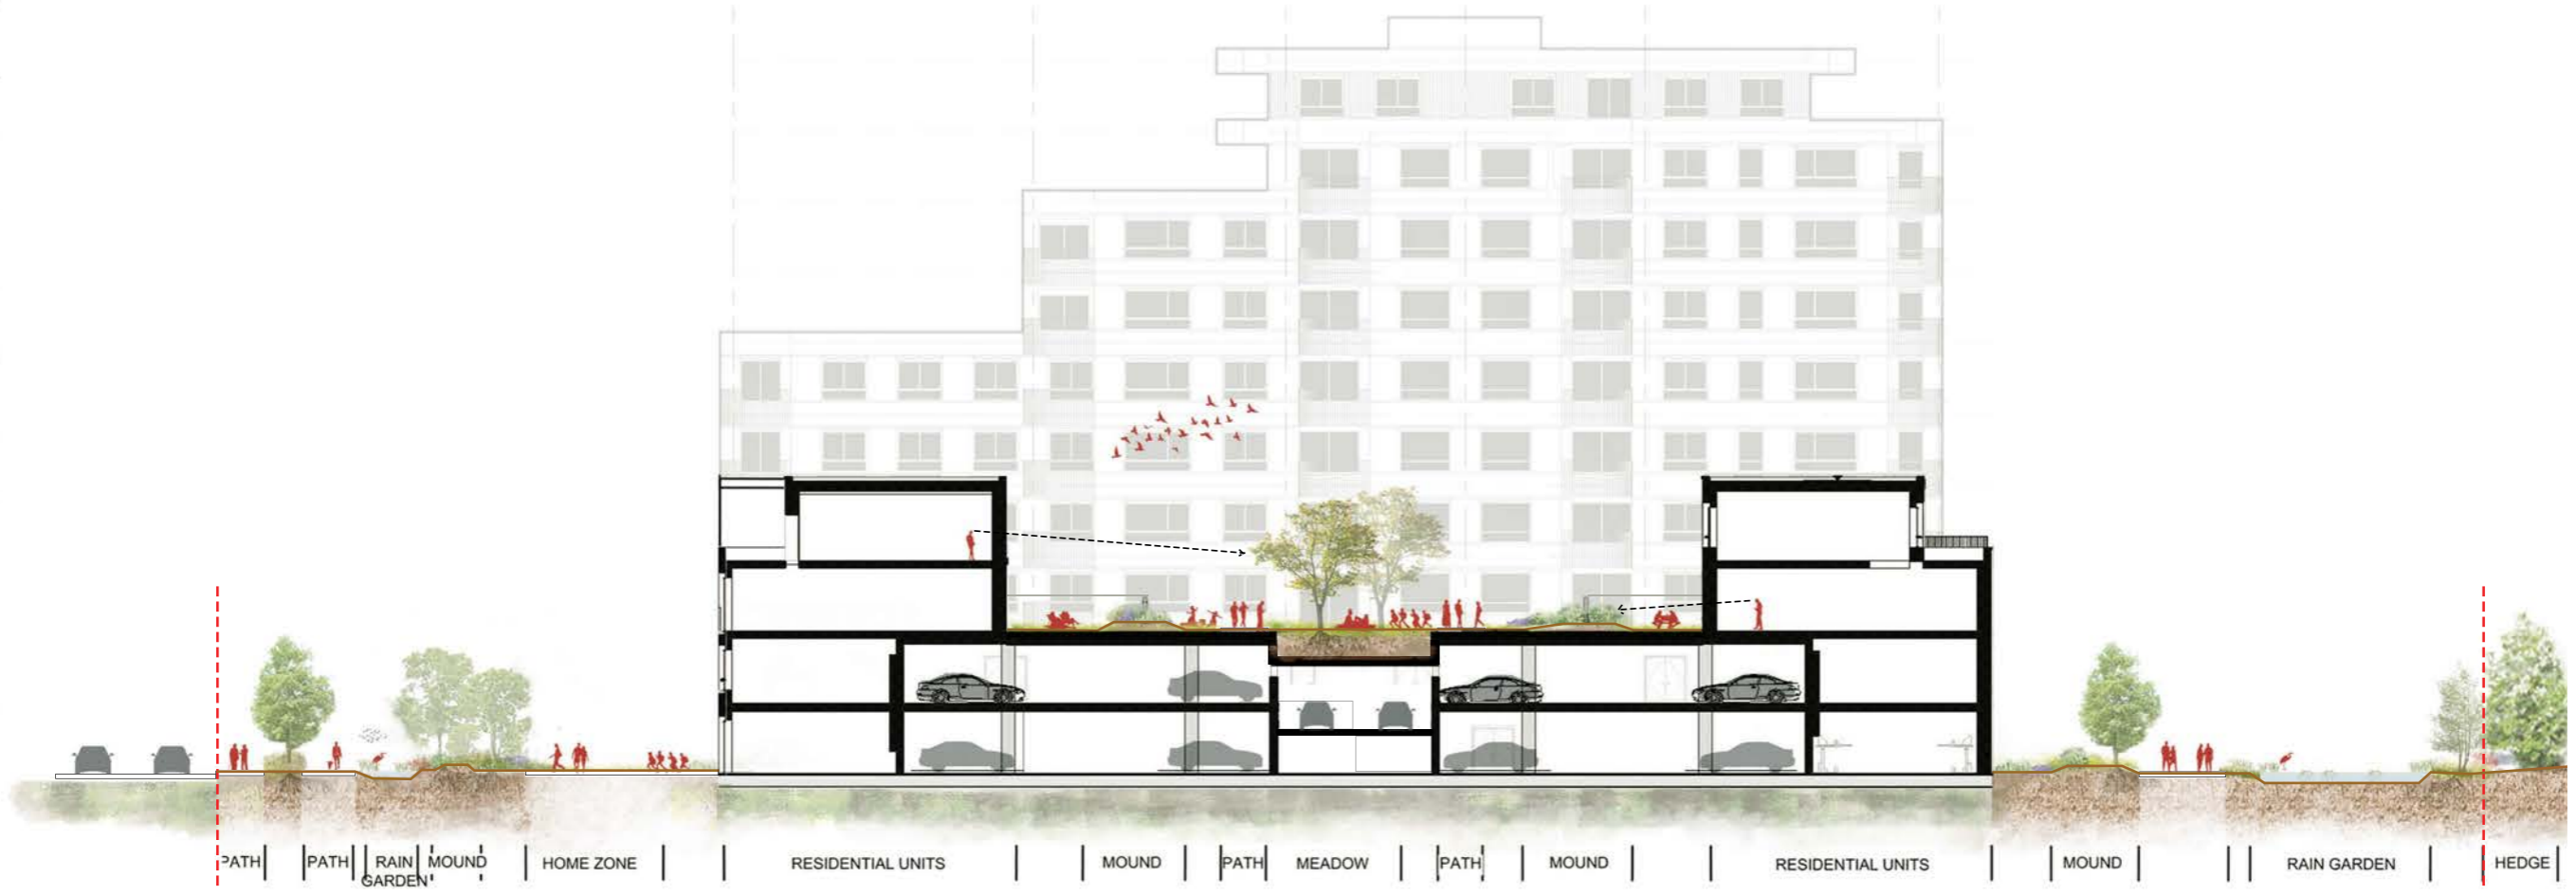 PATH
PATH
RAIN
GARDEN
MOUND
HOME ZONE
RESIDENTIAL UNITS
MOUND
PATH
MEADOW
PATH
MOUND
RESIDENTIAL UNITS
MOUND
RAIN GARDEN
HEDGE